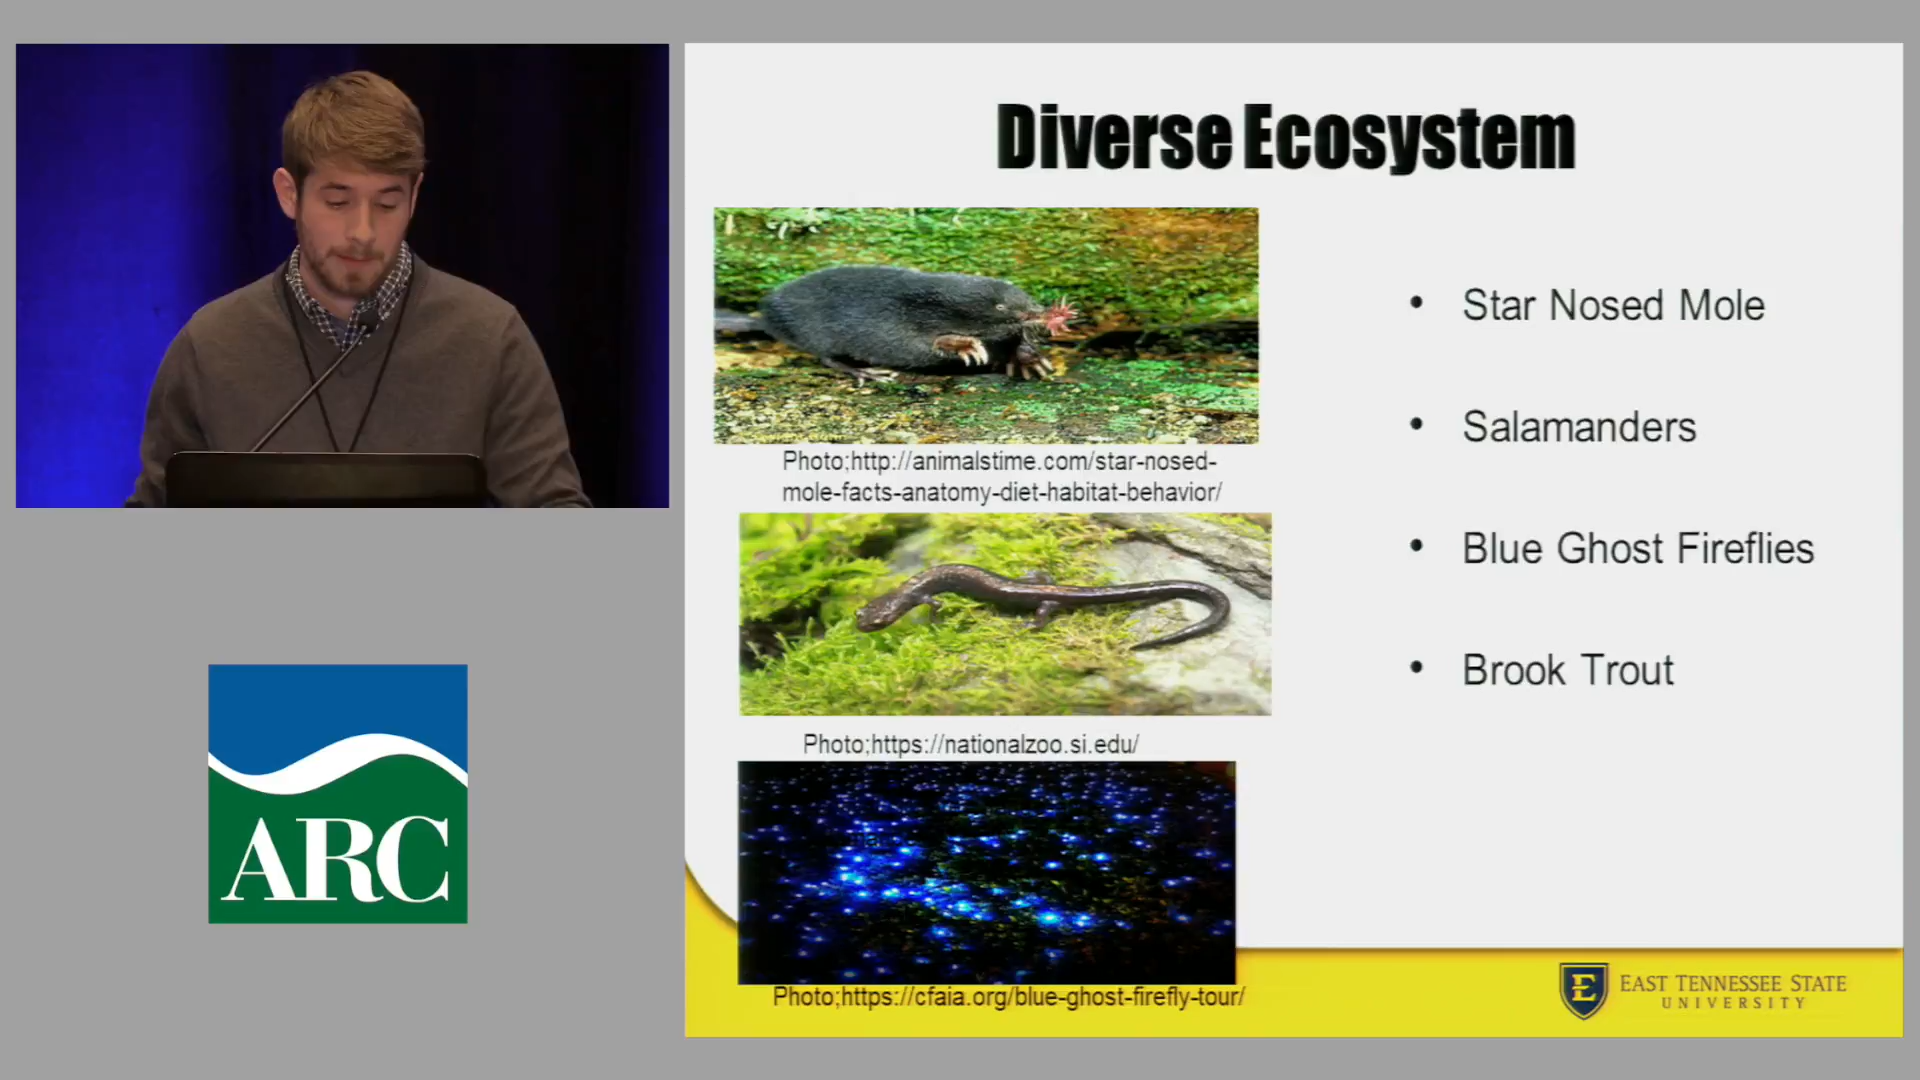 Diverse Ecosystem
Photo;http://animalstime.com/star-nosed-
mole-facts-anatomy-diet-habitat-behavior/
Photo;https://nationalzoo.si.edu/
Photo;https://cfaia.org/blue-ghost-firefly-tour/
• Star Nosed Mole
• Salamanders
• Blue Ghost Fireflies
• Brook Trout
ARC
E
EAST TENNESSEE STATE
UNIVERSITY